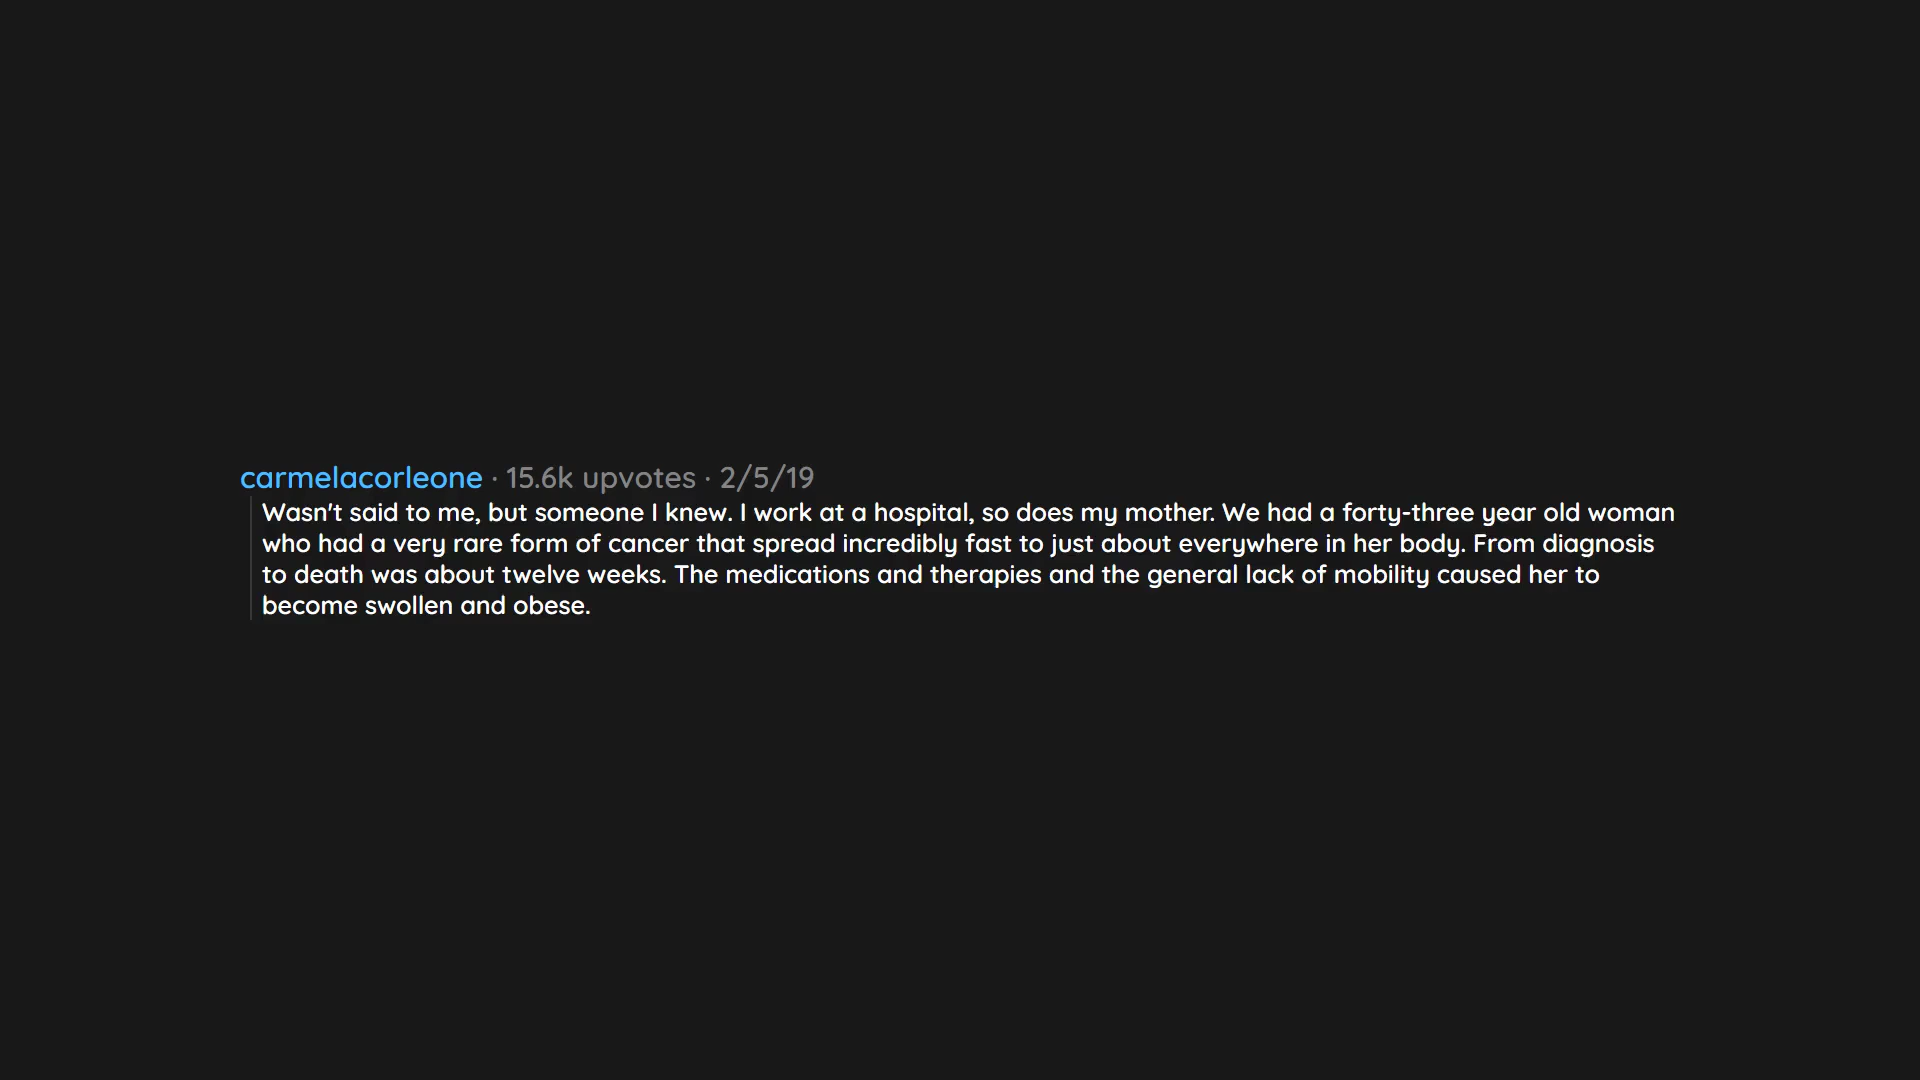 carmelacorleone · 15.6k upvotes · 2/5/19
Wasn't said to me, but someone I knew. I work at a hospital, so does my mother. We had a forty-three year old woman
who had a very rare form of cancer that spread incredibly fast to just about everywhere in her body. From diagnosis
to death was about twelve weeks. The medications and therapies and the general lack of mobility caused her to
become swollen and obese.